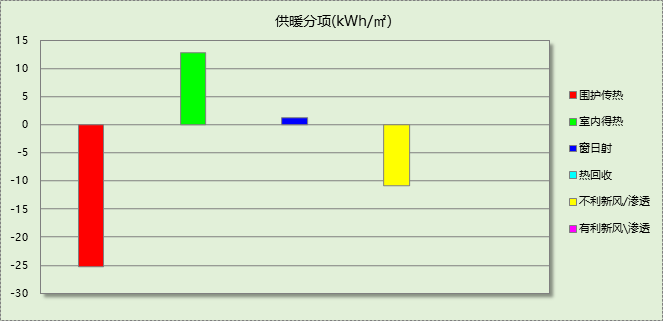 供暖分项(kWh/㎡)
15
10
5
0
-5
-10
-15
-20
-25
-30
围护传热
室内得热
窗日射
热回收
不利新风/渗透
有利新风\渗透